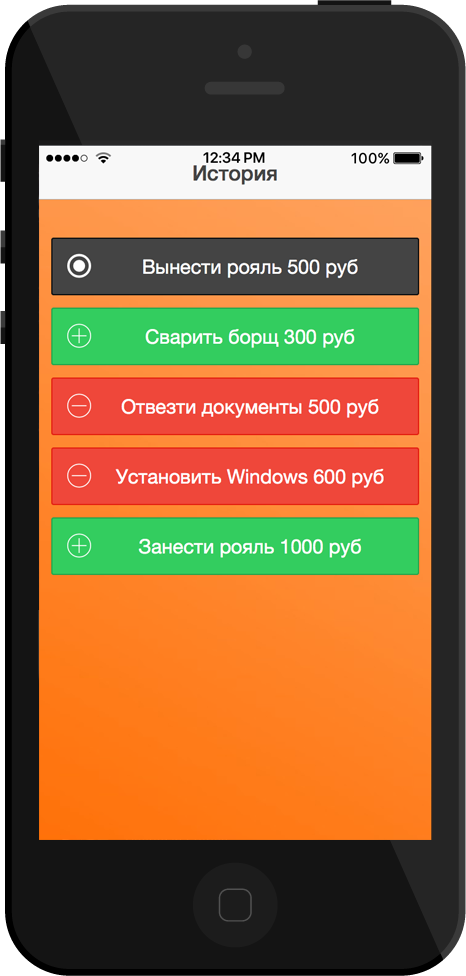 12:34 PM 100%
История
Вынести рояль 500 руб
Сварить борщ 300 руб
Отвезти документы 500 руб
Установить Windows 600 руб
Занести рояль 1000 руб